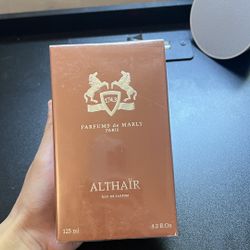 1743
PARFUMS de MARLY
PARIS
ALTHAÏR
EAU DE PARFUM
125 ml 4.2 fl.Oz